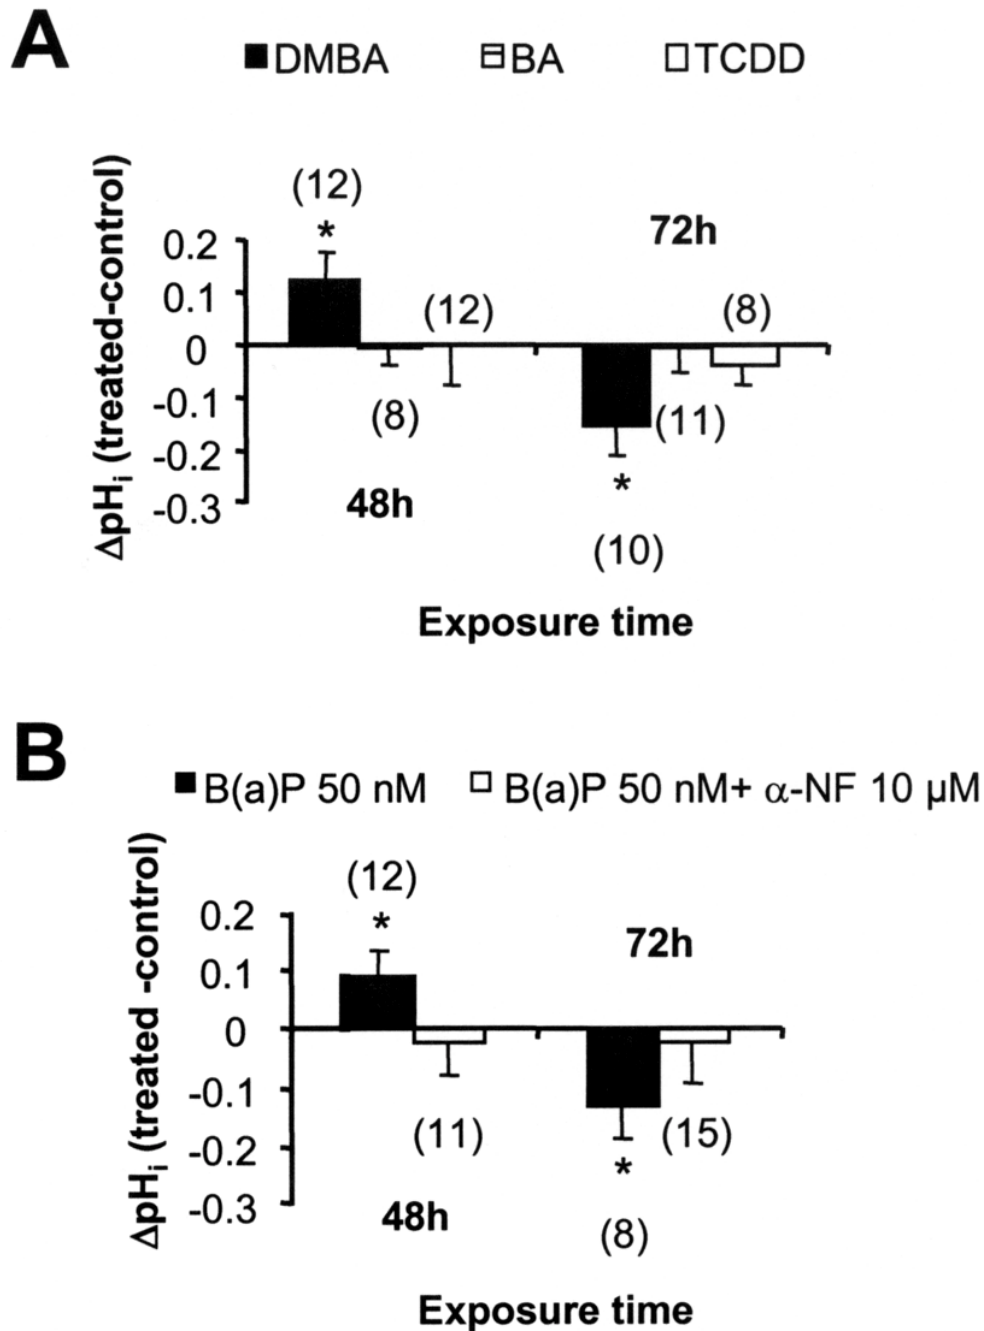 A
DMBA BA TCDD
ΔpHi (treated-control)
(12)
*
72h
0.2
0.1
0
-0.1
-0.2
-0.3
(12)
(8)
(8)
(11)
48h
*
(10)
Exposure time
B
B(a)P 50 nM B(a)P 50 nM+ α-NF 10 µM
ΔpHi (treated -control)
(12)
*
72h
0.2
0.1
0
-0.1
-0.2
-0.3
(11)
(15)
*
48h
(8)
Exposure time